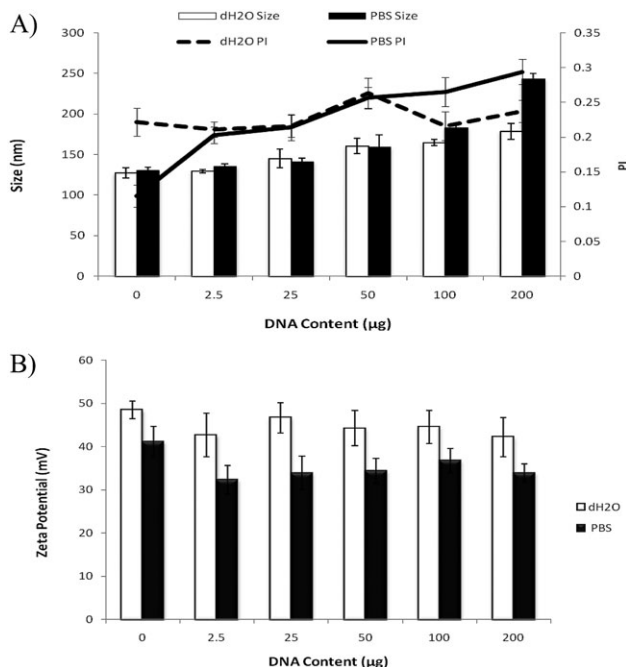 A)
dH2O Size PBS Size
dH2O PI PBS PI
300 0.35
250 0.3
200 0.25
0.2
150 0.15
100 0.1
50 0.05
0 0
Size (nm)
PI
0 2.5 25 50 100 200
DNA Content (µg)
B)
60
50
40
30
20
10
0
Zeta Potential (mV)
dH2O
PBS
0 2.5 25 50 100 200
DNA Content (µg)